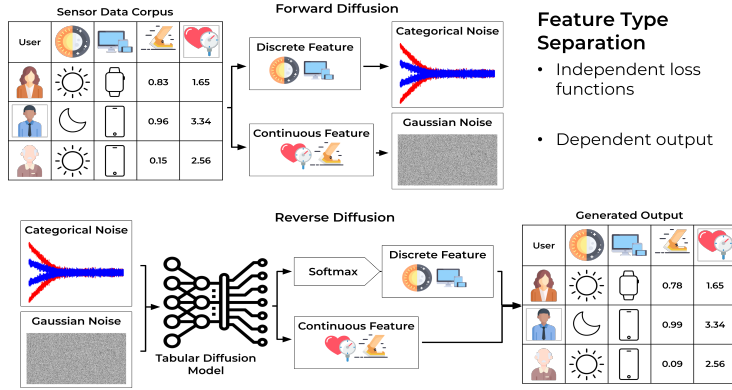 Sensor Data Corpus
User
0.83 1.65
0.96 3.34
0.15 2.56
Forward Diffusion
Discrete Feature
Continuous Feature
Categorical Noise
Gaussian Noise
Feature Type
Separation
• Independent loss
functions
• Dependent output
Reverse Diffusion
Categorical Noise
Gaussian Noise
Tabular Diffusion
Model
Softmax
Discrete Feature
Continuous Feature
Generated Output
User
0.78 1.65
0.99 3.34
0.09 2.56